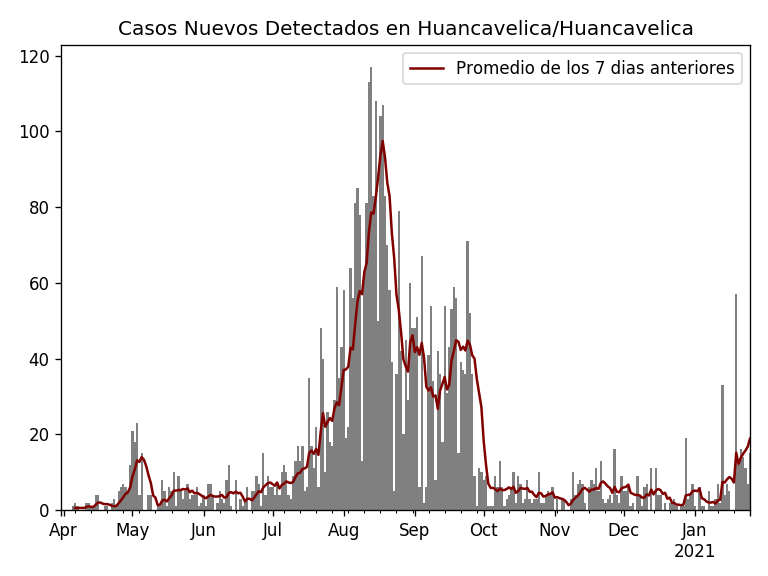 Casos Nuevos Detectados en Huancavelica/Huancavelica
Promedio de los 7 dias anteriores
120
100
80
60
40
20
0
Apr May Jun Jul Aug Sep Oct Nov Dec Jan
2021